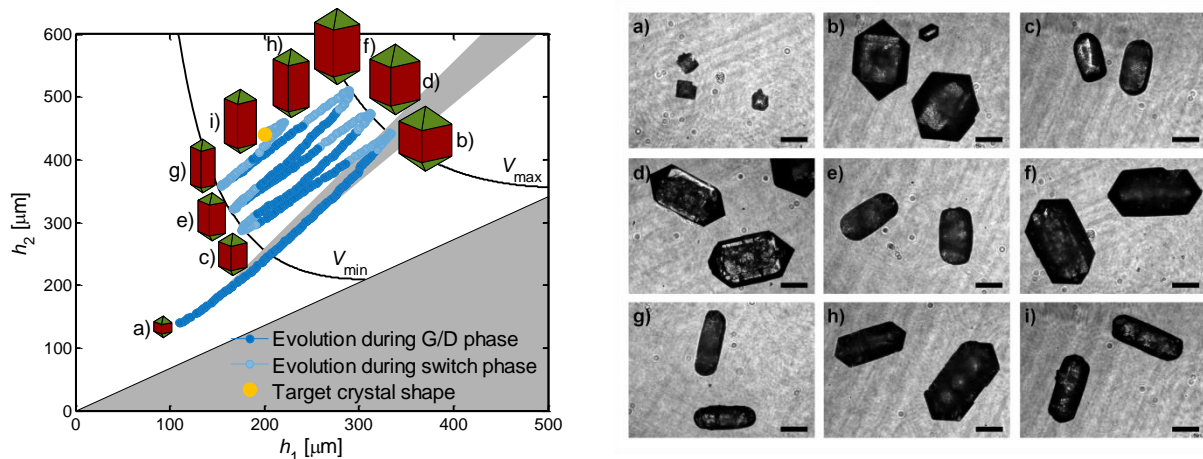 600
500
400
300
200
100
0
h2 [μm]
0
100
200
300
400
500
h1 [μm]
a)
b)
c)
d)
e)
f)
g)
h)
i)
Vmax
Vmin
Evolution during G/D phase
Evolution during switch phase
Target crystal shape
a)
b)
c)
d)
e)
f)
g)
h)
i)